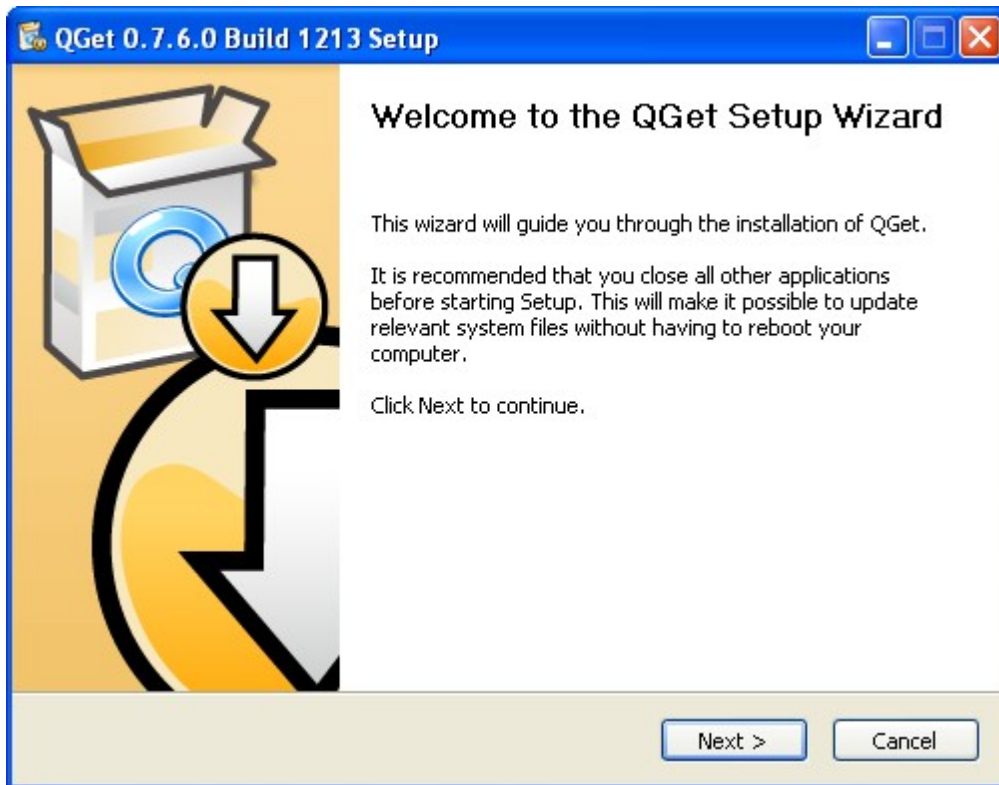 QGet 0.7.6.0 Build 1213 Setup
Welcome to the QGet Setup Wizard
This wizard will guide you through the installation of QGet.
It is recommended that you close all other applications
before starting Setup. This will make it possible to update
relevant system files without having to reboot your
computer.
Click Next to continue.
Next >
Cancel